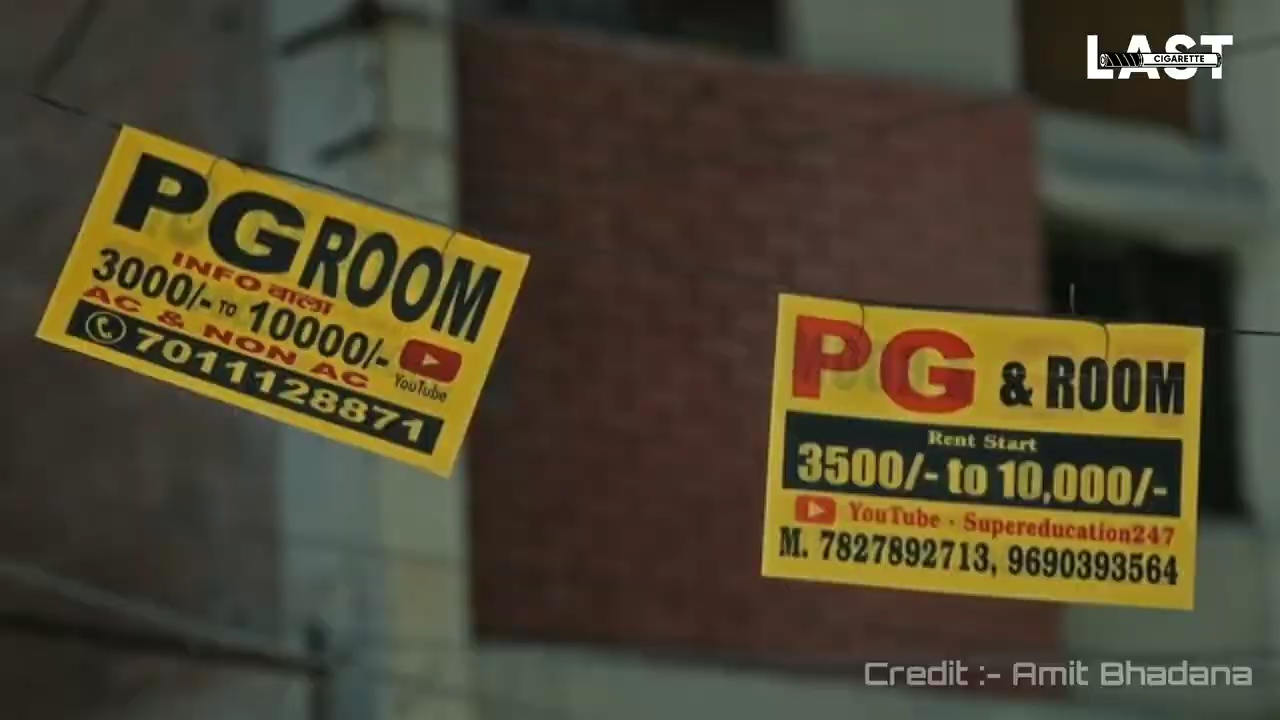 LAST
CIGARETTE
PG ROOM
INFO वाला
3000/- TO 10000/-
AC & NON AC
YouTube
7011128871
PG & ROOM
Rent Start
3500/- to 10,000/-
YouTube - Supereducation247
M. 7827892713, 9690393564
Credit :- Amit Bhadana